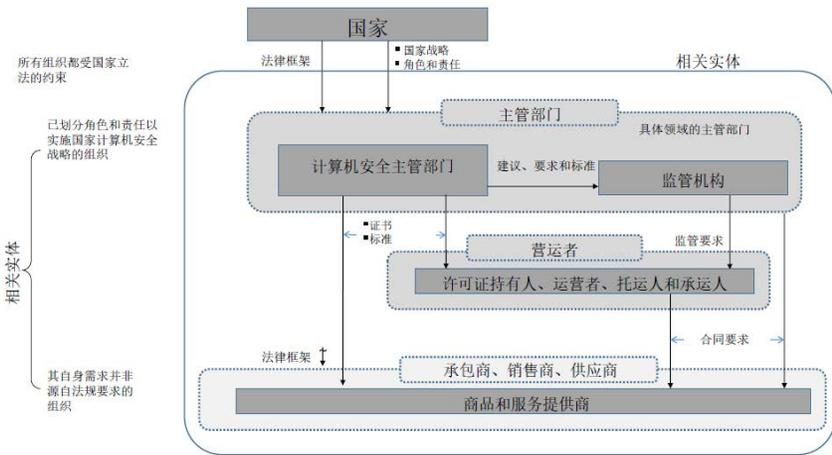 国家
所有组织都受国家立
法的约束
法律框架
▪ 国家战略
▪ 角色和责任
相关实体
主管部门
具体领域的主管部门
已划分角色和责任以
实施国家计算机安全
战略的组织
计算机安全主管部门
建议、要求和标准
监管机构
▪证书
▪标准
监管要求
营运者
许可证持有人、运营者、托运人和承运人
相关实体
合同要求
法律框架
承包商、销售商、供应商
其自身需求并非
源自法规要求的
组织
商品和服务提供商